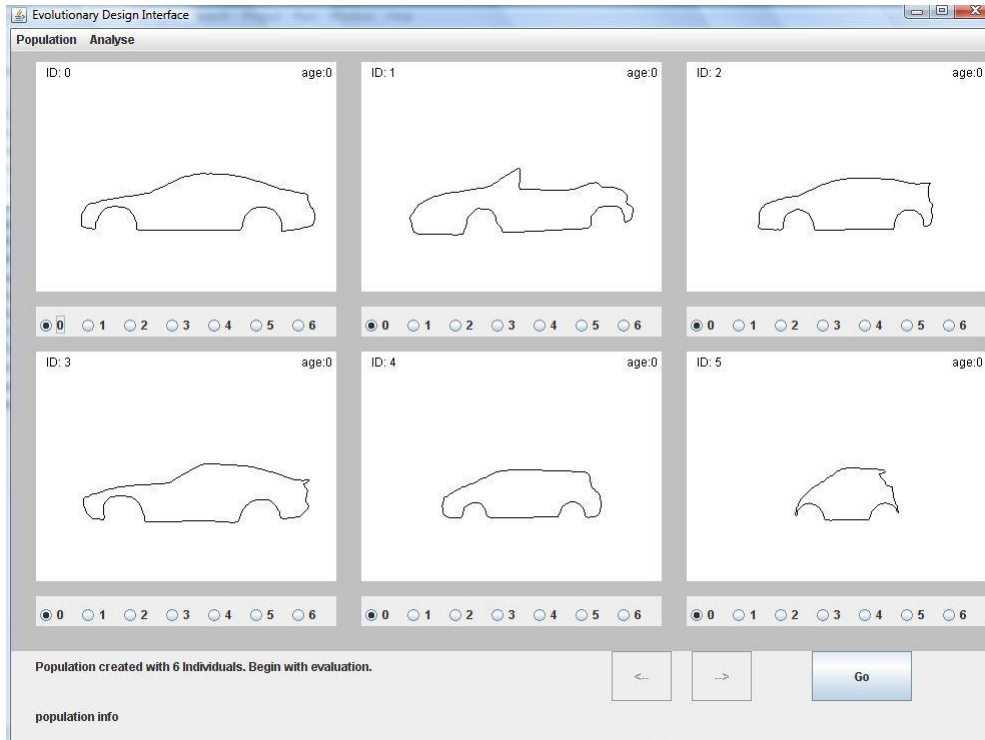 Evolutionary Design Interface
Population Analyse
ID: 0 age:0 ID: 1 age:0 ID: 2 age:0
0 1 2 3 4 5 6 0 1 2 3 4 5 6 0 1 2 3 4 5 6
ID: 3 age:0 ID: 4 age:0 ID: 5 age:0
0 1 2 3 4 5 6 0 1 2 3 4 5 6 0 1 2 3 4 5 6
Population created with 6 Individuals. Begin with evaluation.
<-- --> Go
population info